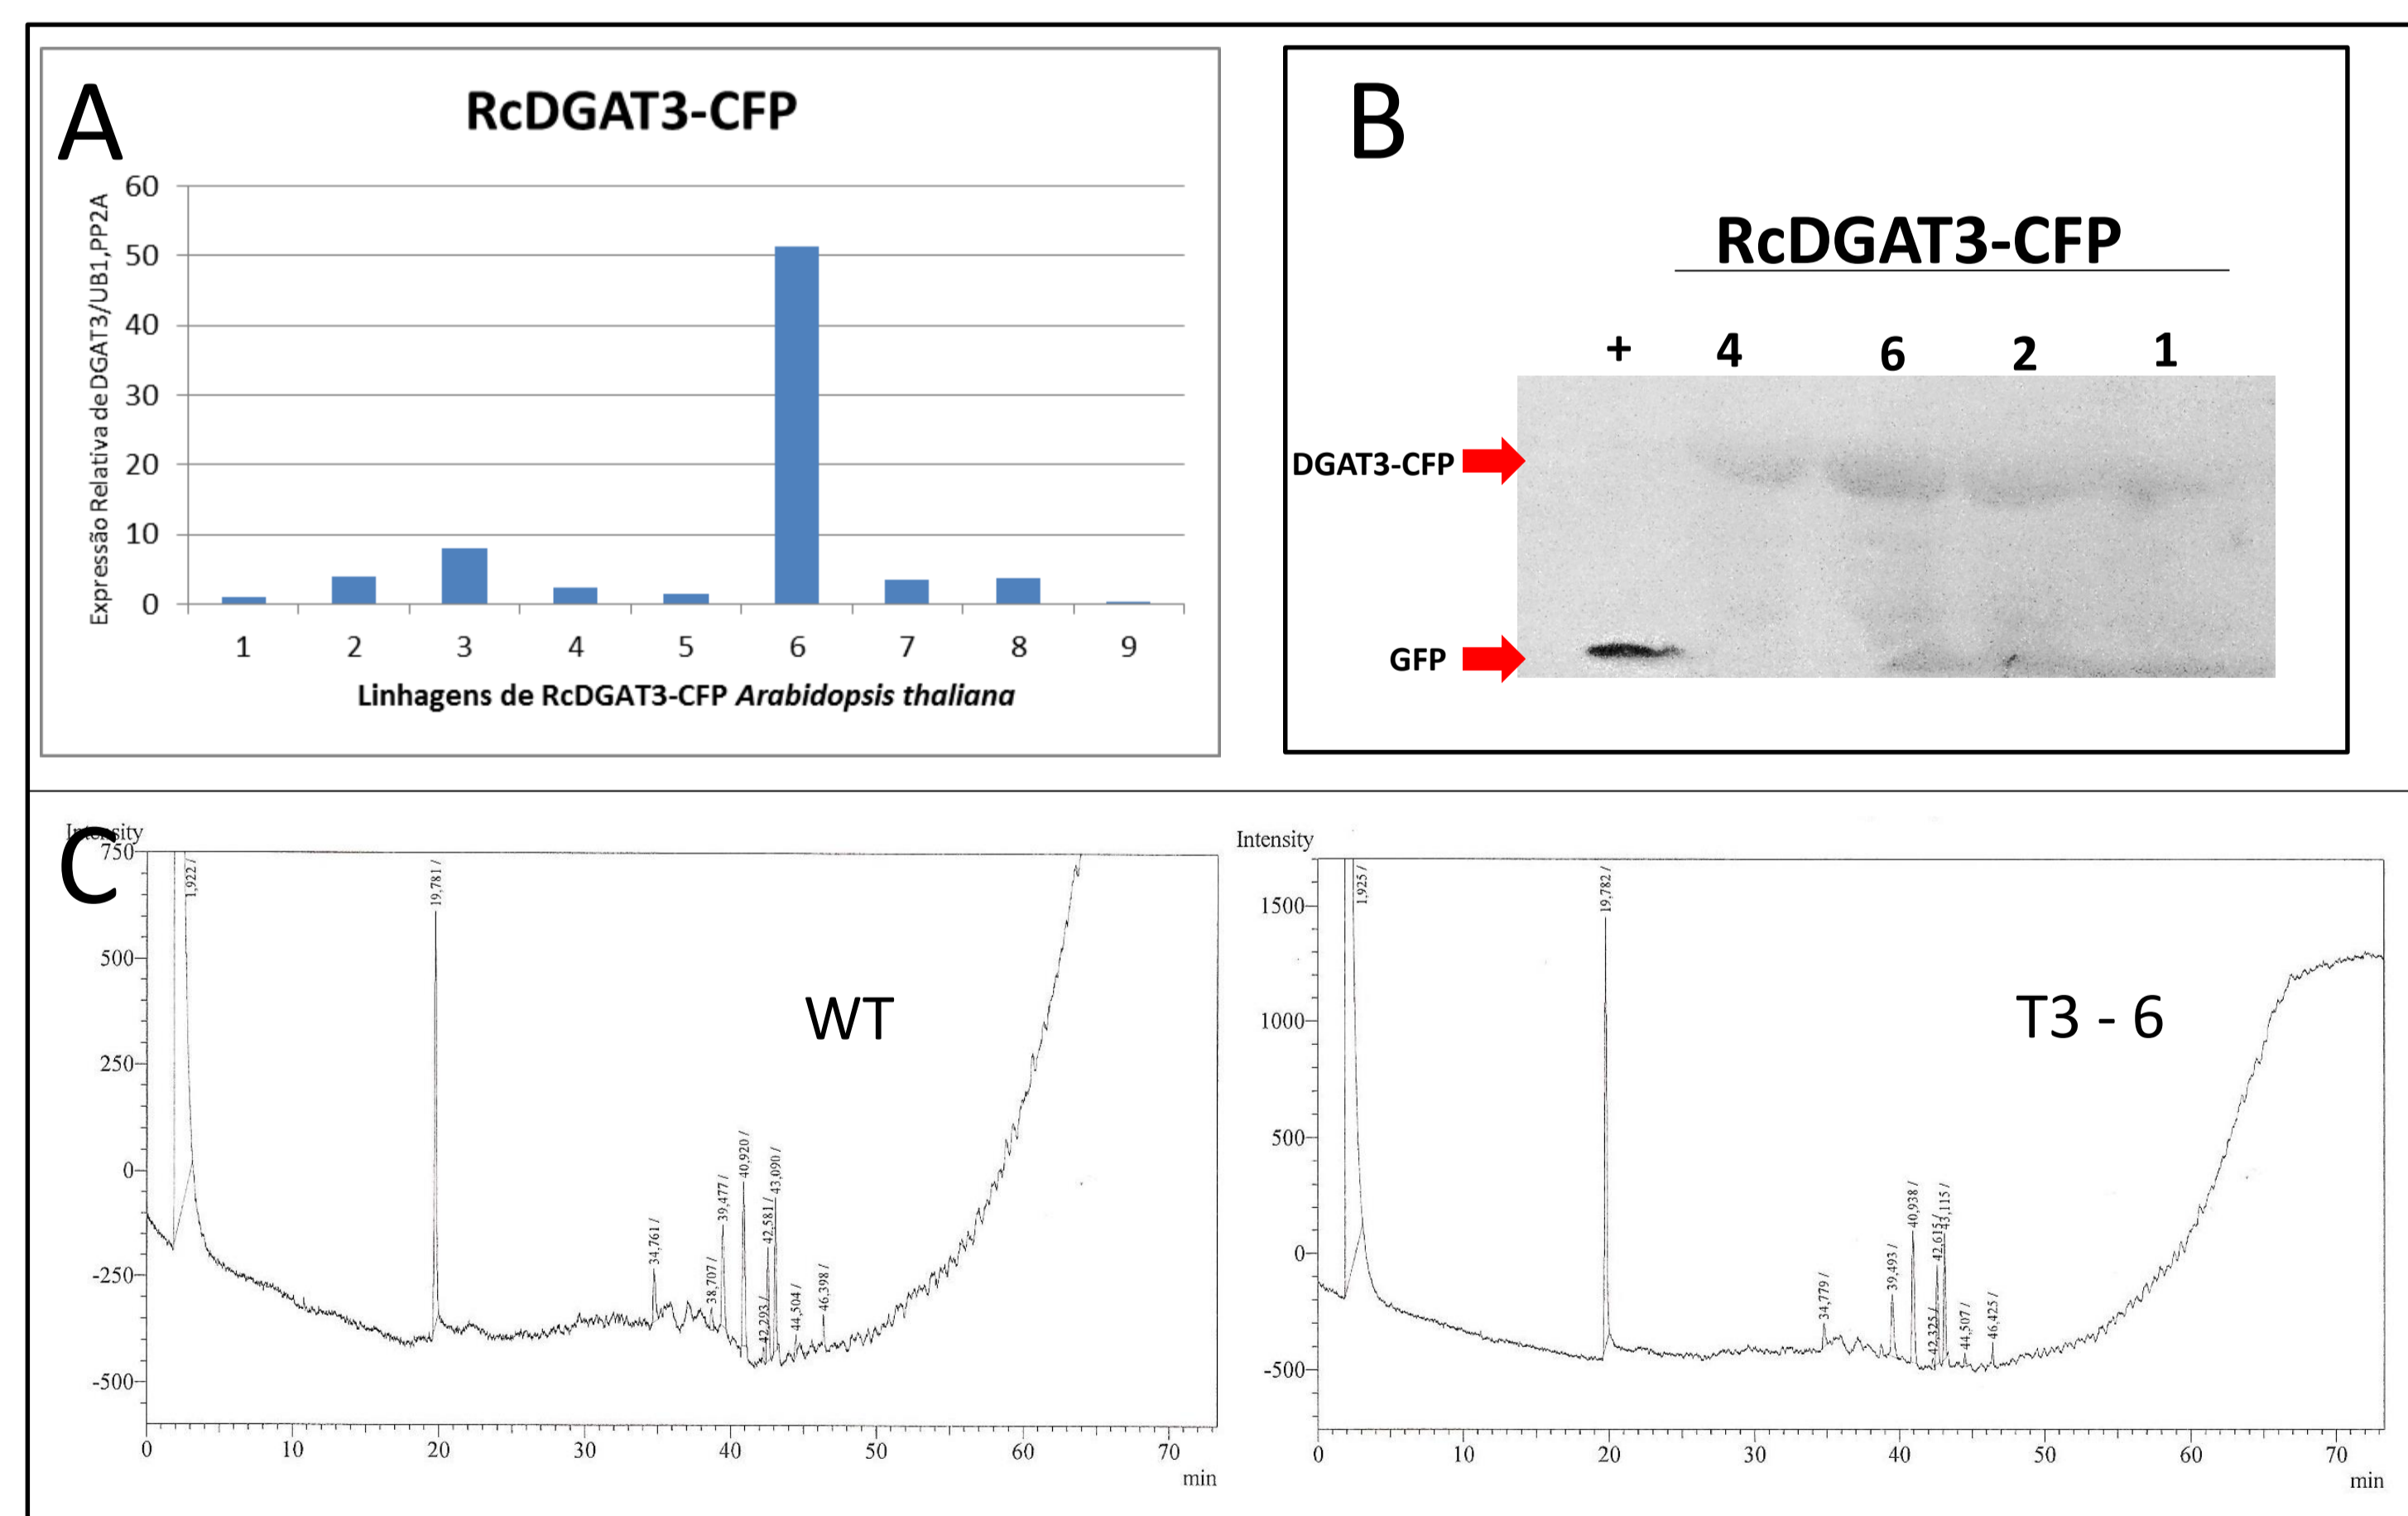 A
RcDGAT3-CFP
Expressão Relativa de DGAT3/UB1,PP2A
60
50
40
30
20
10
0
1 2 3 4 5 6 7 8 9
Linhagens de RcDGAT3-CFP Arabidopsis thaliana
B
RcDGAT3-CFP
+ 4 6 2 1
DGAT3-CFP
GFP
C
Intensity
750
500
250
0
-250
-500
1,922 /
19,781 /
34,761 /
38,707 /
39,477 /
40,920 /
42,293 /
42,581 /
43,090 /
44,504 /
46,398 /
WT
0 10 20 30 40 50 60 70
min
Intensity
1500
1000
500
0
-500
1,925 /
19,782 /
34,779 /
39,493 /
40,938 /
42,325 /
42,615 /
43,115 /
44,507 /
46,425 /
T3 - 6
0 10 20 30 40 50 60 70
min